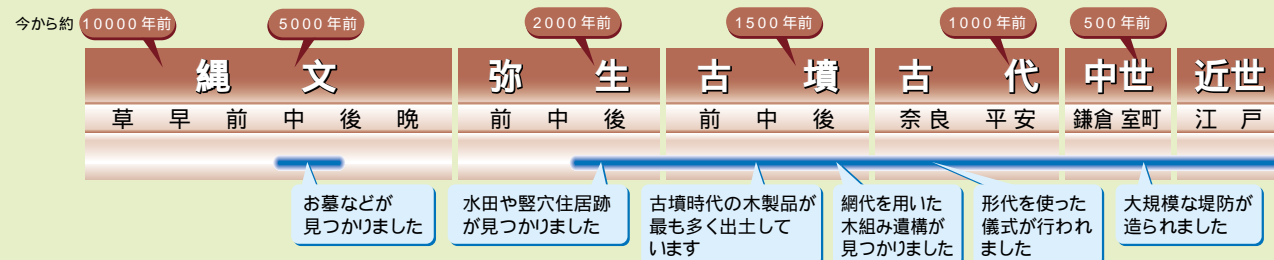 今から約 10000年前 5000年前 2000年前 1500年前 1000年前 500年前
縄文 弥生 古墳 古代 中世 近世
草 早 前 中 後 晩 前 中 後 前 中 後 奈良 平安 鎌倉 室町 江戸
お墓などが
見つかりました
水田や竪穴住居跡
が見つかりました
古墳時代の木製品が
最も多く出土して
います
網代を用いた
木組み遺構が
見つかりました
形代を使った
儀式が行われ
ました
大規模な堤防が
造られました